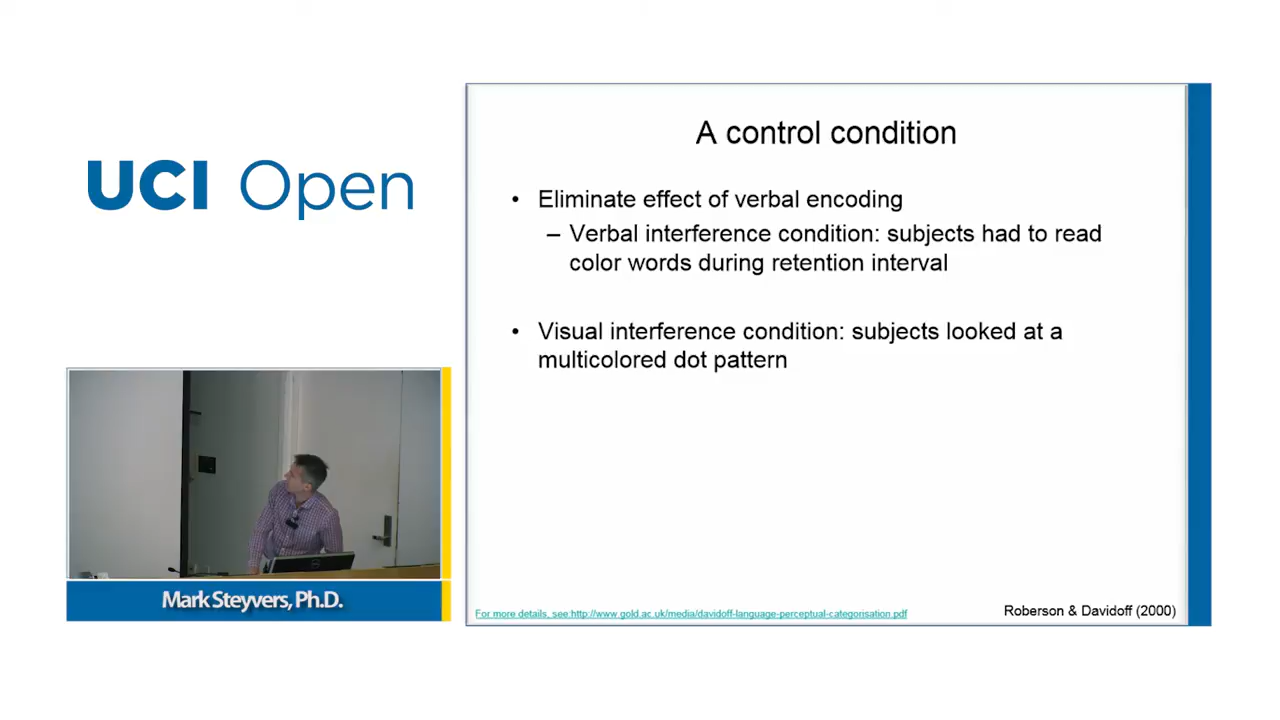 UCI Open
A control condition
• Eliminate effect of verbal encoding
– Verbal interference condition: subjects had to read
color words during retention interval
• Visual interference condition: subjects looked at a
multicolored dot pattern
Mark Steyvers, Ph.D.
For more details, see:http://www.gold.ac.uk/media/davidoff-language-perceptual-categorisation.pdf
Roberson & Davidoff (2000)